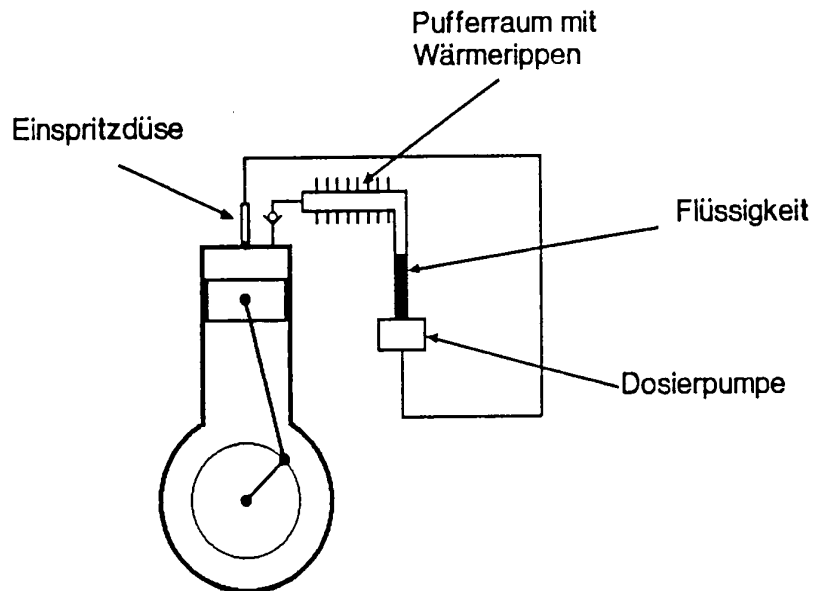 Pufferraum mit
Wärmerippen
Einspritzdüse
Flüssigkeit
Dosierpumpe